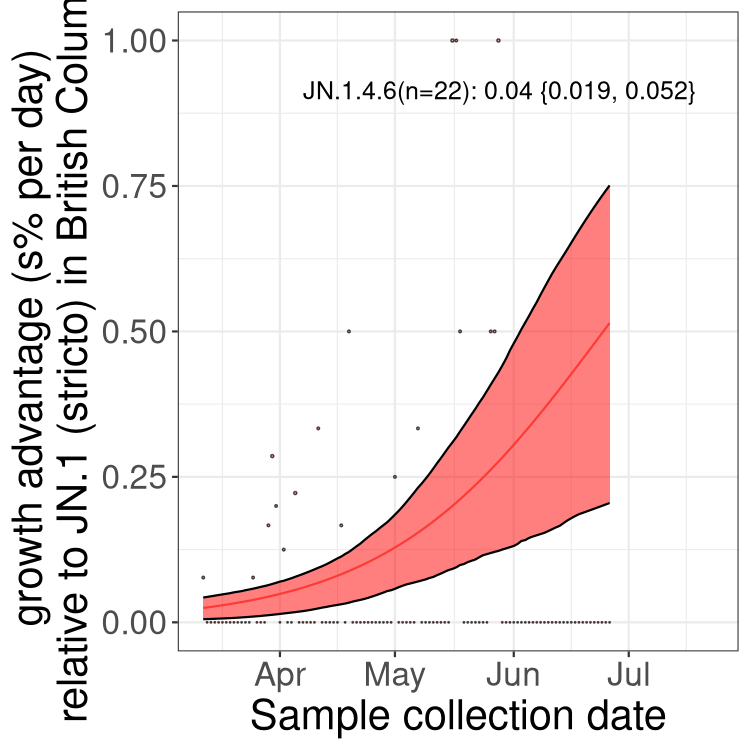 growth advantage (s% per day)
relative to JN.1 (stricto) in British Colum
1.00
0.75
0.50
0.25
0.00
JN.1.4.6(n=22): 0.04 {0.019, 0.052}
Apr May Jun Jul
Sample collection date